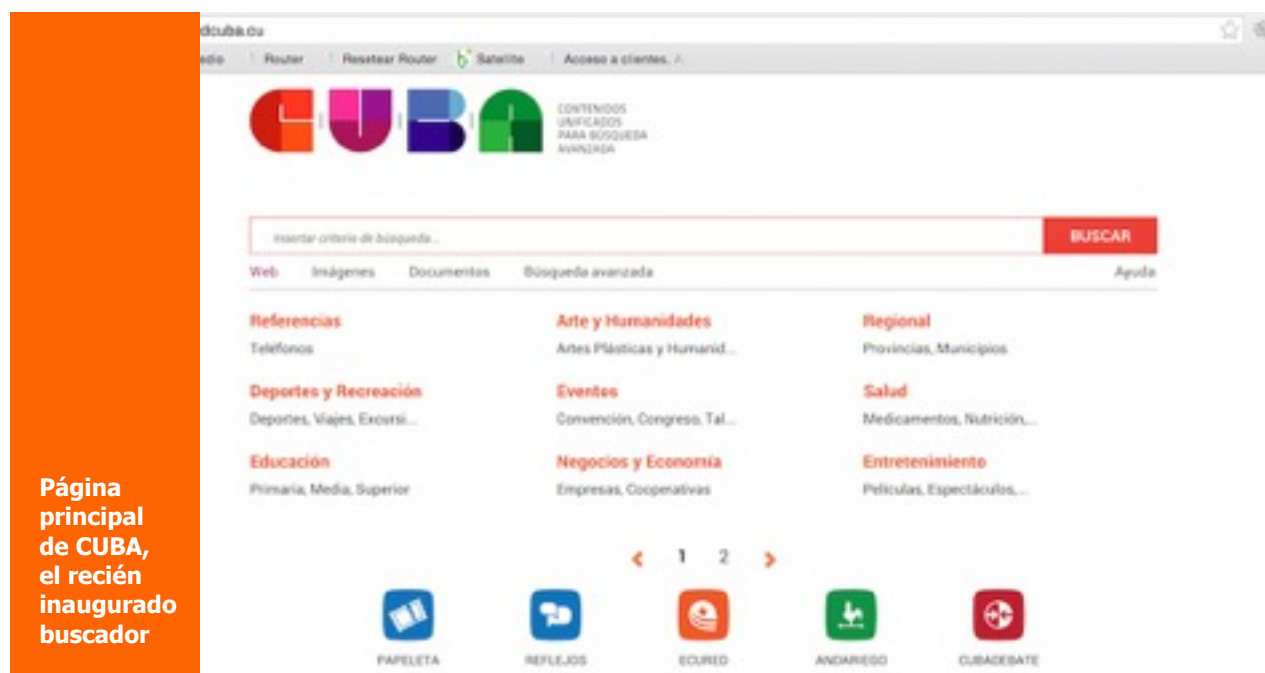 dcuba.cu
edio Router Resetear Router Satelite Acceso a clientes. A
C U B A
CONTENIDOS
UNIFICADOS
PARA BÚSQUEDA
AVANZADA
Insertar criterio de búsqueda...
BUSCAR
Web Imágenes Documentos Búsqueda avanzada Ayuda
Referencias Arte y Humanidades Regional
Teléfonos Artes Plásticas y Humanid... Provincias, Municipios
Deportes y Recreación Eventos Salud
Deportes, Viajes, Excursi... Convención, Congreso, Tal... Medicamentos, Nutrición,...
Educación Negocios y Economía Entretenimiento
Primaria, Media, Superior Empresas, Cooperativas Películas, Espectáculos,...
1 2
PAPELETA REFLEJOS ECURED ANDARIEGO CUBADEBATE
Página
principal
de CUBA,
el recién
inaugurado
buscador